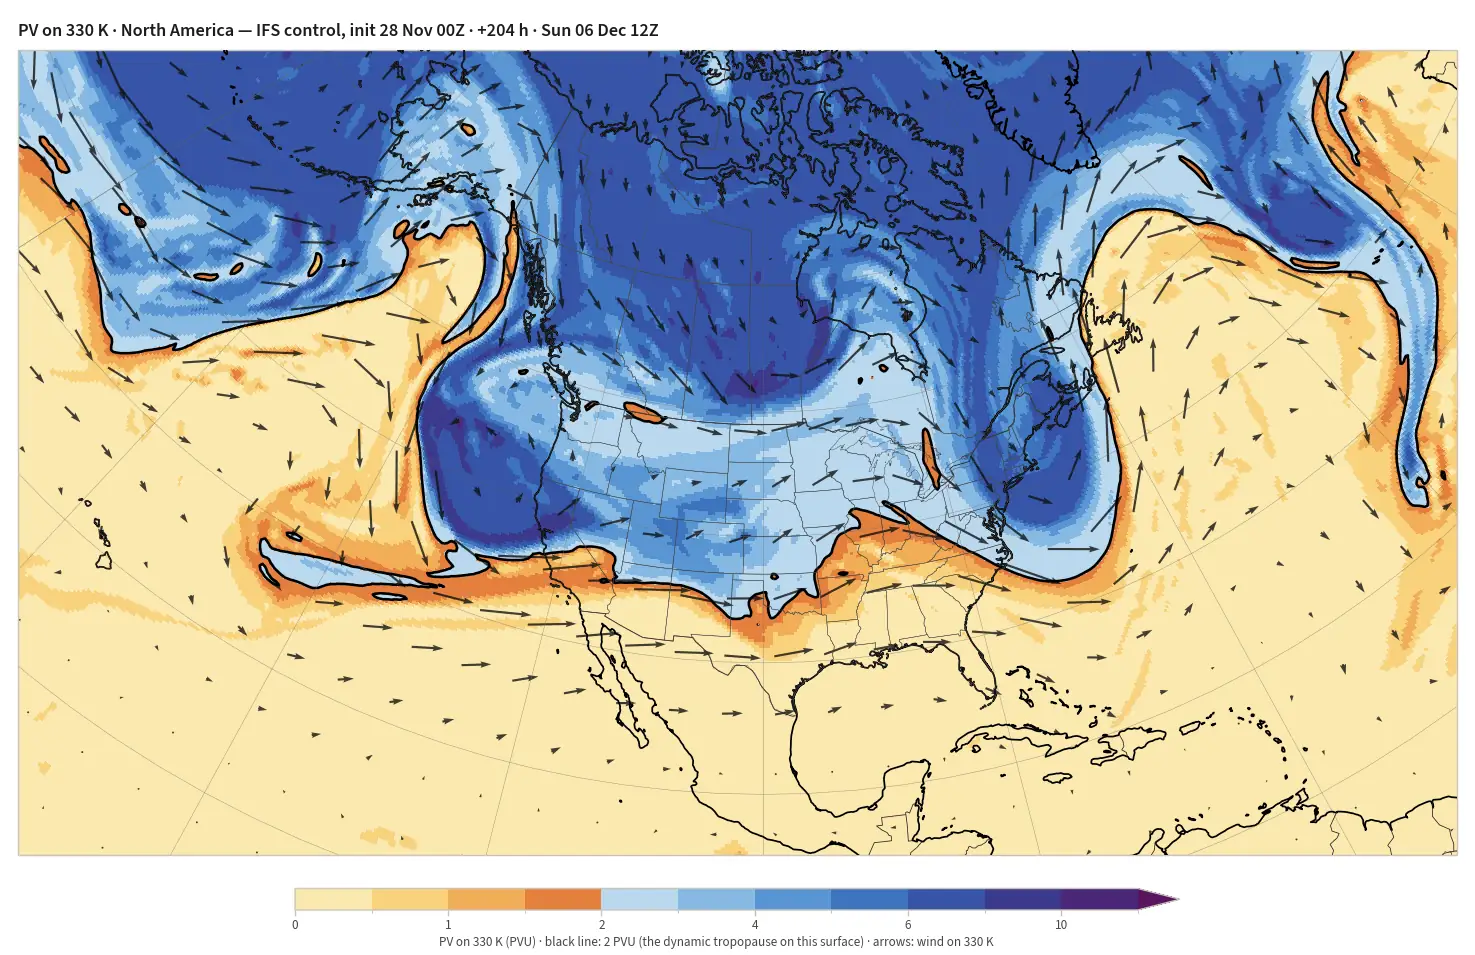 PV on 330 K · North America — IFS control, init 28 Nov 00Z · +204 h · Sun 06 Dec 12Z
0 1 2 4 6 10
PV on 330 K (PVU) · black line: 2 PVU (the dynamic tropopause on this surface) · arrows: wind on 330 K